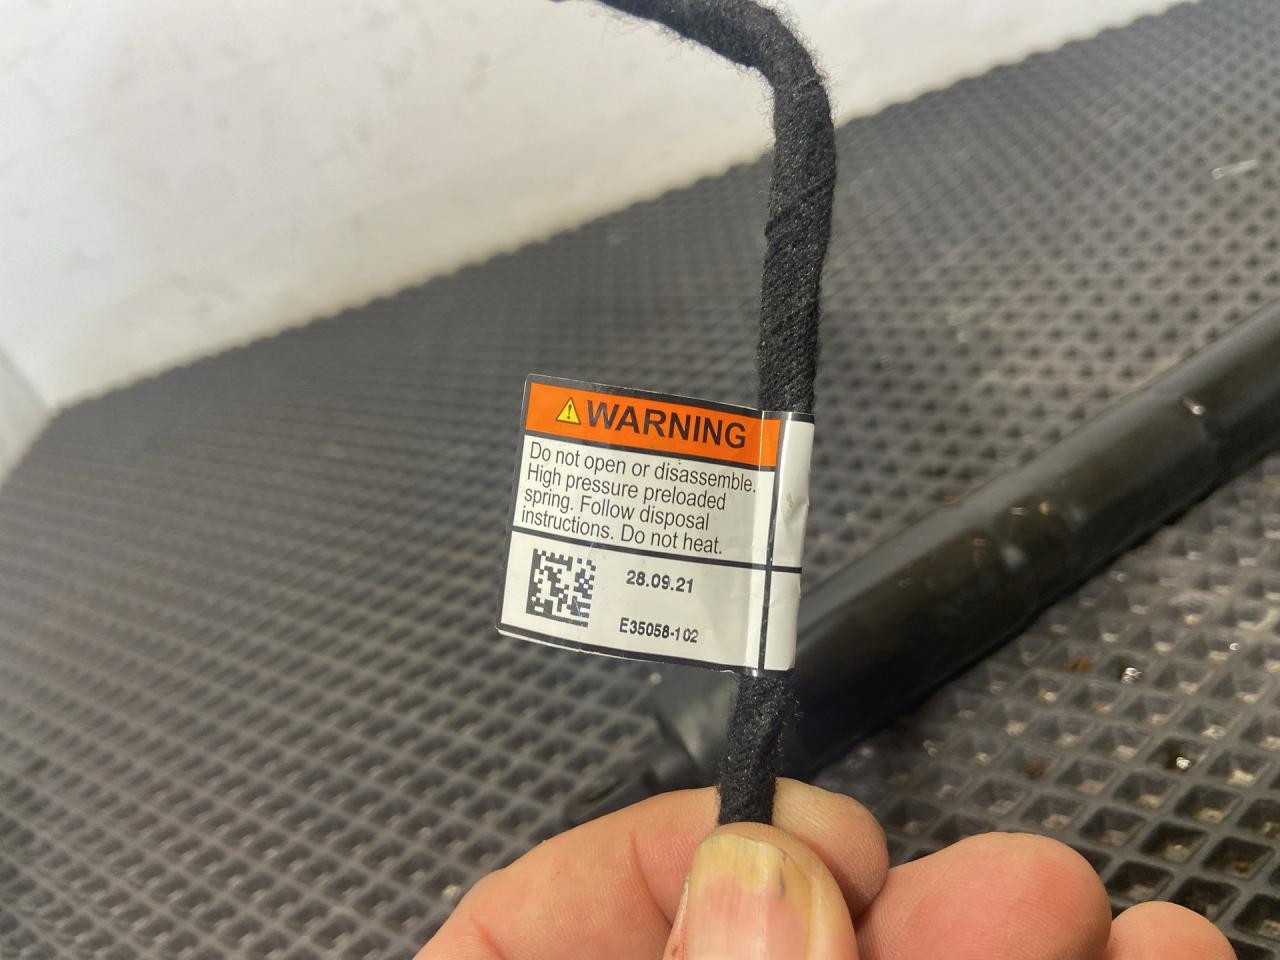 WARNING
Do not open or disassemble.
High pressure preloaded
spring. Follow disposal
instructions. Do not heat.
28.09.21
E35058-102